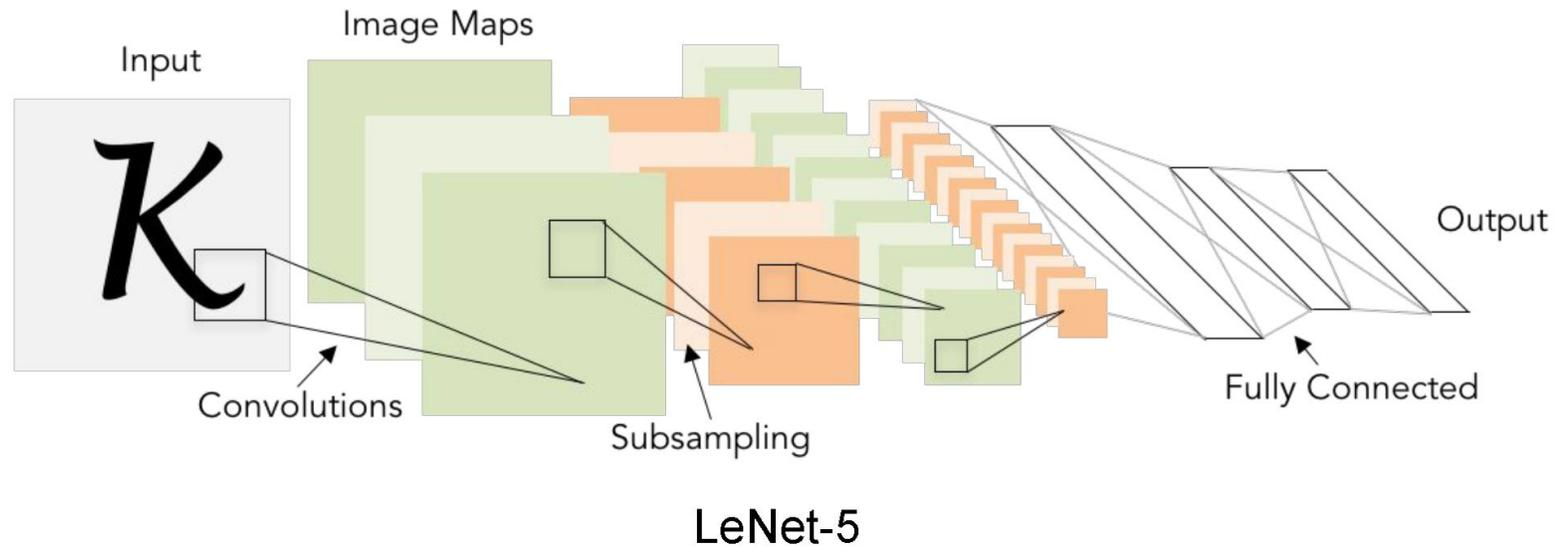 Image Maps
Input
K
Output
Fully Connected
Convolutions
Subsampling
LeNet-5